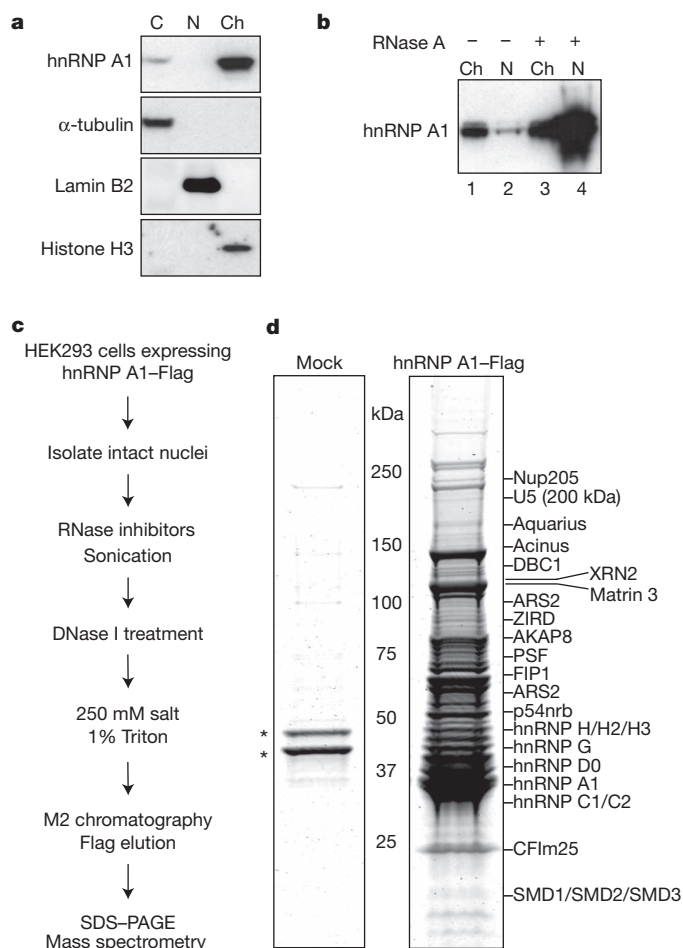 a
C N Ch
hnRNP A1
α-tubulin
Lamin B2
Histone H3
b
RNase A – – + +
Ch N Ch N
hnRNP A1
1 2 3 4
c
HEK293 cells expressing
hnRNP A1–Flag
Isolate intact nuclei
RNase inhibitors
Sonication
DNase I treatment
250 mM salt
1% Triton
M2 chromatography
Flag elution
SDS–PAGE
Mass spectrometry
d
Mock
hnRNP A1–Flag
kDa
250
150
100
75
50
37
25
*
*
Nup205
U5 (200 kDa)
Aquarius
Acinus
DBC1
XRN2
Matrin 3
ARS2
ZIRD
AKAP8
PSF
FIP1
ARS2
p54nrb
hnRNP H/H2/H3
hnRNP G
hnRNP D0
hnRNP A1
hnRNP C1/C2
CFIm25
SMD1/SMD2/SMD3